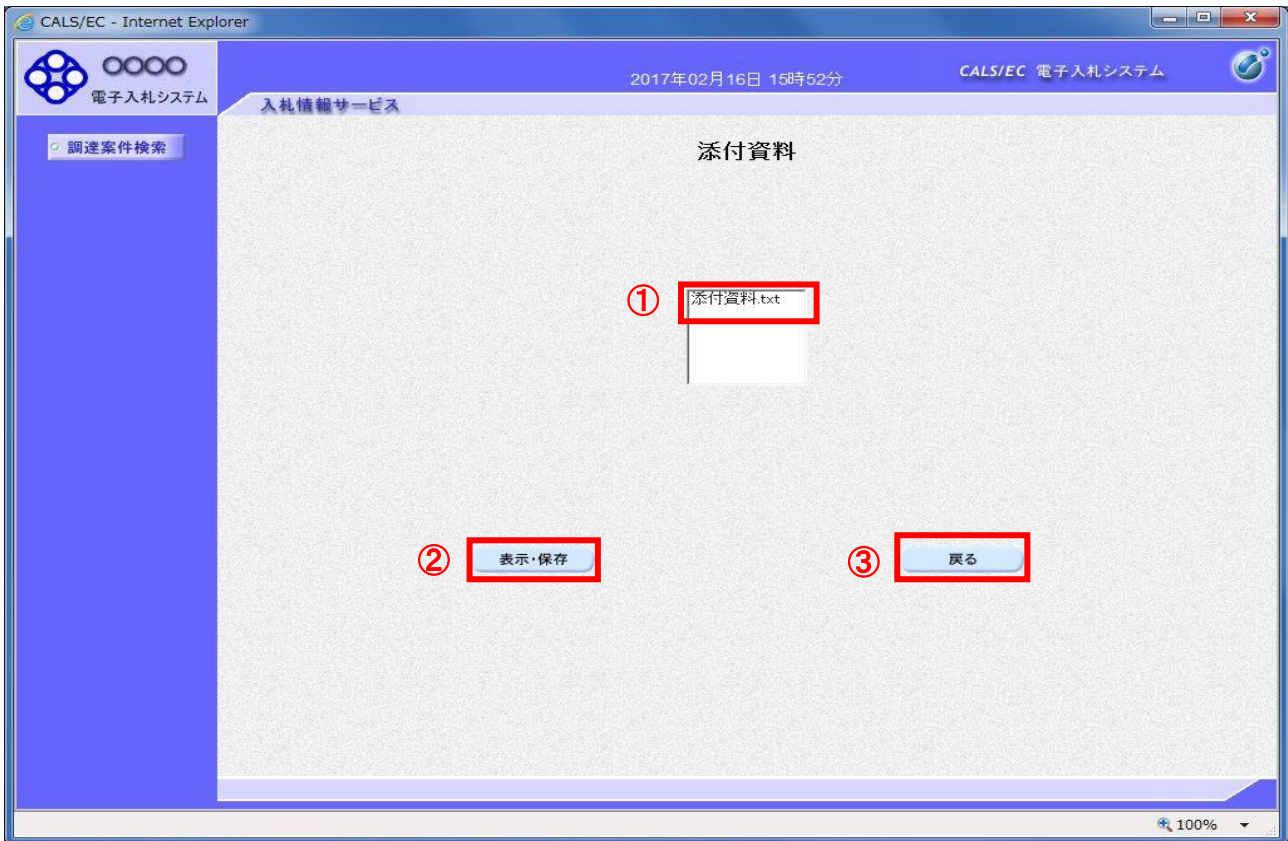 CALS/EC - Internet Explorer
○○○○
電子入札システム
2017年02月16日 15時52分
CALS/EC 電子入札システム
入札情報サービス
調達案件検索
添付資料
①
添付資料.txt
②
表示・保存
③
戻る
100%